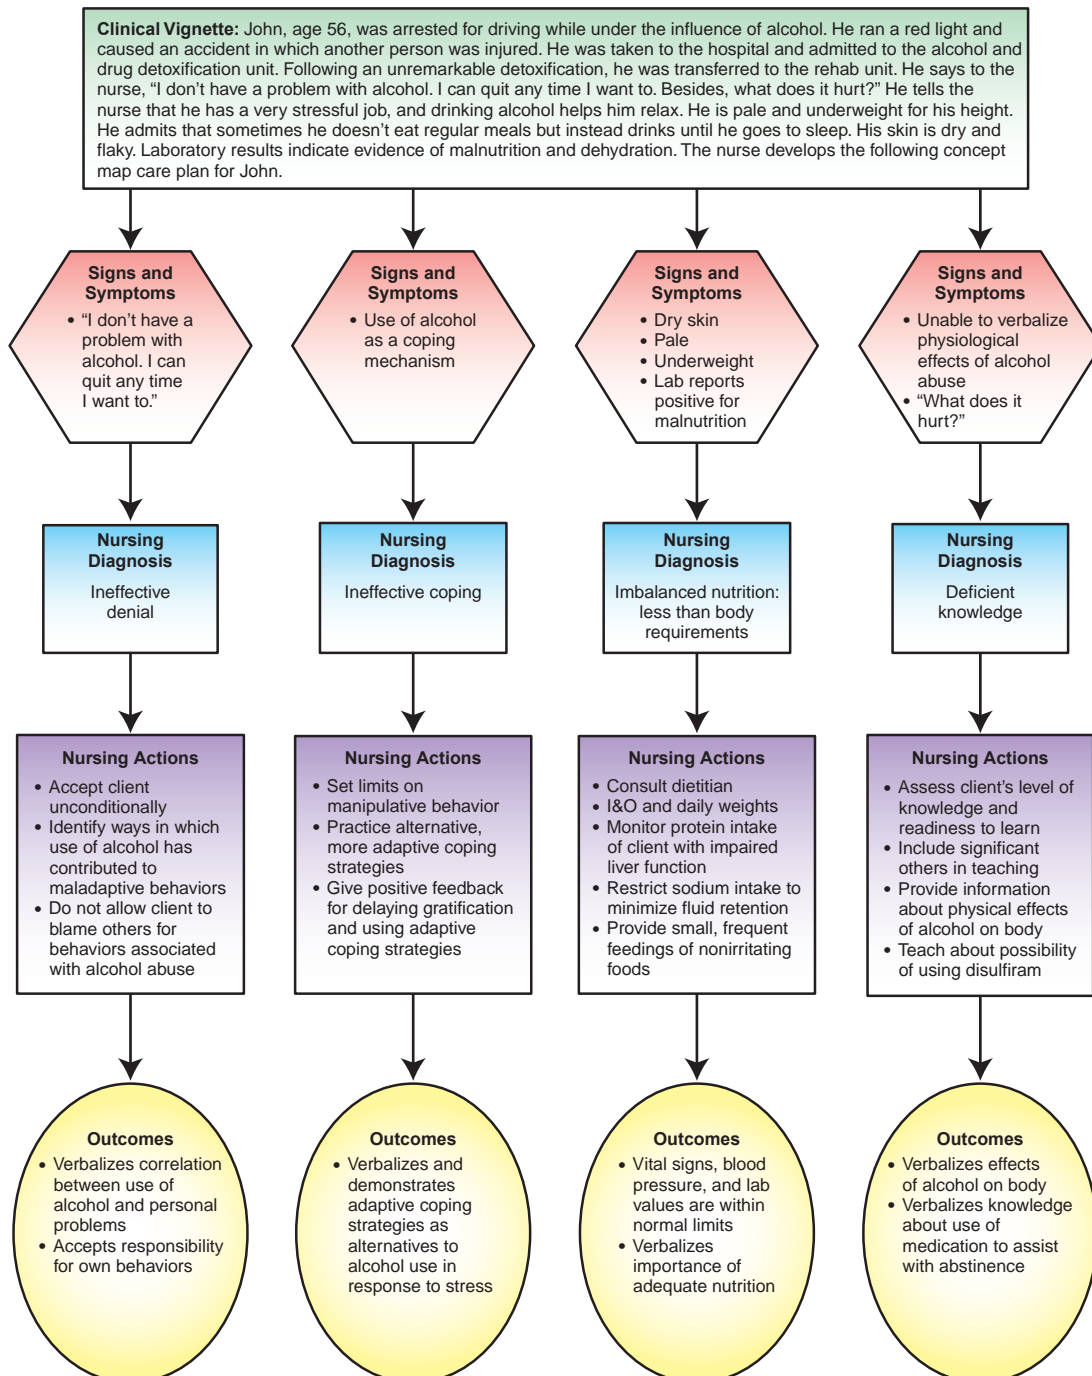 Clinical Vignette: John, age 56, was arrested for driving while under the influence of alcohol. He ran a red light and
caused an accident in which another person was injured. He was taken to the hospital and admitted to the alcohol and
drug detoxification unit. Following an unremarkable detoxification, he was transferred to the rehab unit. He says to the
nurse, “I don’t have a problem with alcohol. I can quit any time I want to. Besides, what does it hurt?” He tells the
nurse that he has a very stressful job, and drinking alcohol helps him relax. He is pale and underweight for his height.
He admits that sometimes he doesn’t eat regular meals but instead drinks until he goes to sleep. His skin is dry and
flaky. Laboratory results indicate evidence of malnutrition and dehydration. The nurse develops the following concept
map care plan for John.
Signs and
Symptoms
• “I don’t have a
problem with
alcohol. I can
quit any time
I want to.”
Signs and
Symptoms
• Use of alcohol
as a coping
mechanism
Signs and
Symptoms
• Dry skin
• Pale
• Underweight
• Lab reports
positive for
malnutrition
Signs and
Symptoms
• Unable to verbalize
physiological
effects of alcohol
abuse
• “What does it
hurt?”
Nursing
Diagnosis
Ineffective
denial
Nursing
Diagnosis
Ineffective coping
Nursing
Diagnosis
Imbalanced nutrition:
less than body
requirements
Nursing
Diagnosis
Deficient
knowledge
Nursing Actions
• Accept client
unconditionally
• Identify ways in which
use of alcohol has
contributed to
maladaptive behaviors
• Do not allow client to
blame others for
behaviors associated
with alcohol abuse
Nursing Actions
• Set limits on
manipulative behavior
• Practice alternative,
more adaptive coping
strategies
• Give positive feedback
for delaying gratification
and using adaptive
coping strategies
Nursing Actions
• Consult dietitian
• I&O and daily weights
• Monitor protein intake
of client with impaired
liver function
• Restrict sodium intake to
minimize fluid retention
• Provide small, frequent
feedings of nonirritating
foods
Nursing Actions
• Assess client’s level of
knowledge and
readiness to learn
• Include significant
others in teaching
• Provide information
about physical effects
of alcohol on body
• Teach about possibility
of using disulfiram
Outcomes
• Verbalizes correlation
between use of
alcohol and personal
problems
• Accepts responsibility
for own behaviors
Outcomes
• Verbalizes and
demonstrates
adaptive coping
strategies as
alternatives to
alcohol use in
response to stress
Outcomes
• Vital signs, blood
pressure, and lab
values are within
normal limits
• Verbalizes
importance of
adequate nutrition
Outcomes
• Verbalizes effects
of alcohol on body
• Verbalizes knowledge
about use of
medication to assist
with abstinence